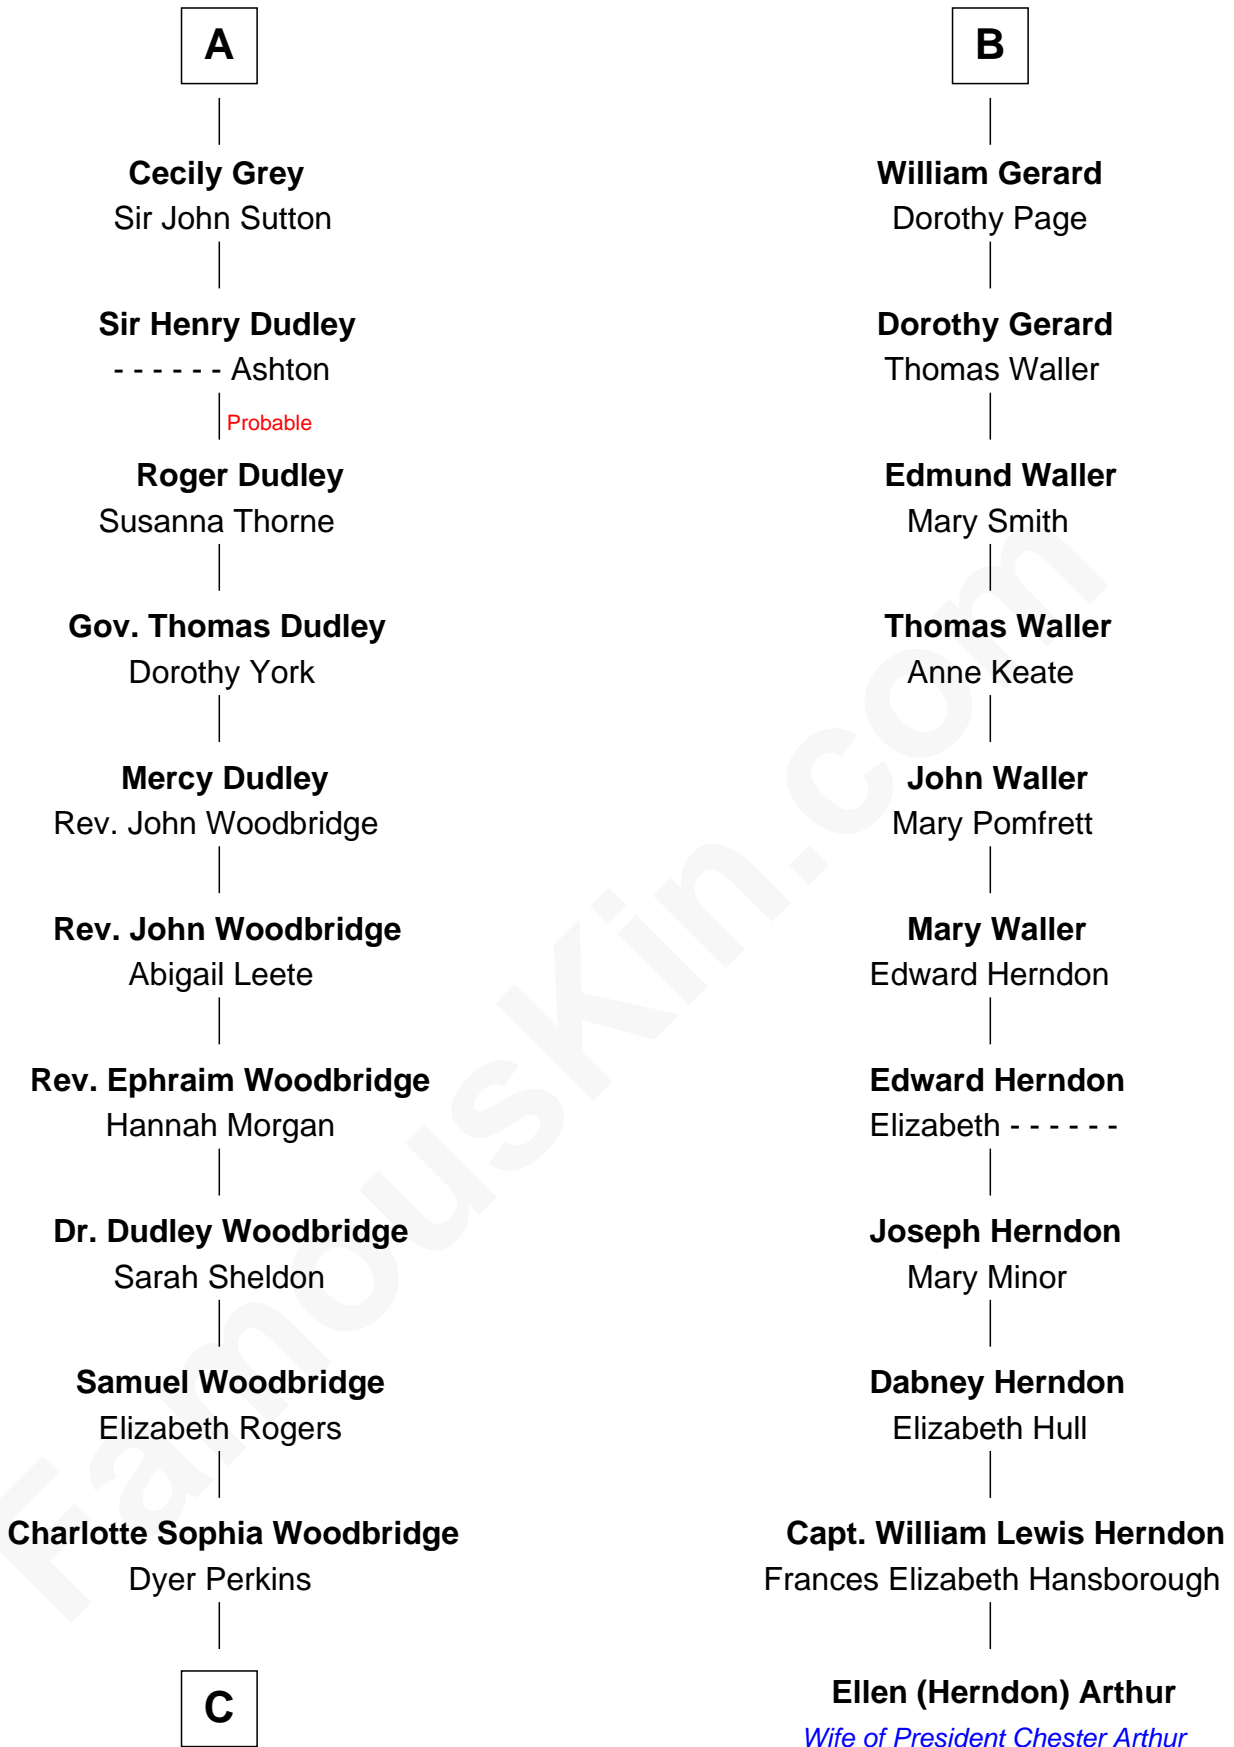 A
Cecily Grey
Sir John Sutton
Sir Henry Dudley
- - - - - - Ashton
Probable
Roger Dudley
Susanna Thorne
Gov. Thomas Dudley
Dorothy York
Mercy Dudley
Rev. John Woodbridge
Rev. John Woodbridge
Abigail Leete
Rev. Ephraim Woodbridge
Hannah Morgan
Dr. Dudley Woodbridge
Sarah Sheldon
Samuel Woodbridge
Elizabeth Rogers
Charlotte Sophia Woodbridge
Dyer Perkins
C
B
William Gerard
Dorothy Page
Dorothy Gerard
Thomas Waller
Edmund Waller
Mary Smith
Thomas Waller
Anne Keate
John Waller
Mary Pomfrett
Mary Waller
Edward Herndon
Edward Herndon
Elizabeth - - - - - -
Joseph Herndon
Mary Minor
Dabney Herndon
Elizabeth Hull
Capt. William Lewis Herndon
Frances Elizabeth Hansborough
Ellen (Herndon) Arthur
Wife of President Chester Arthur
FamousKin.com